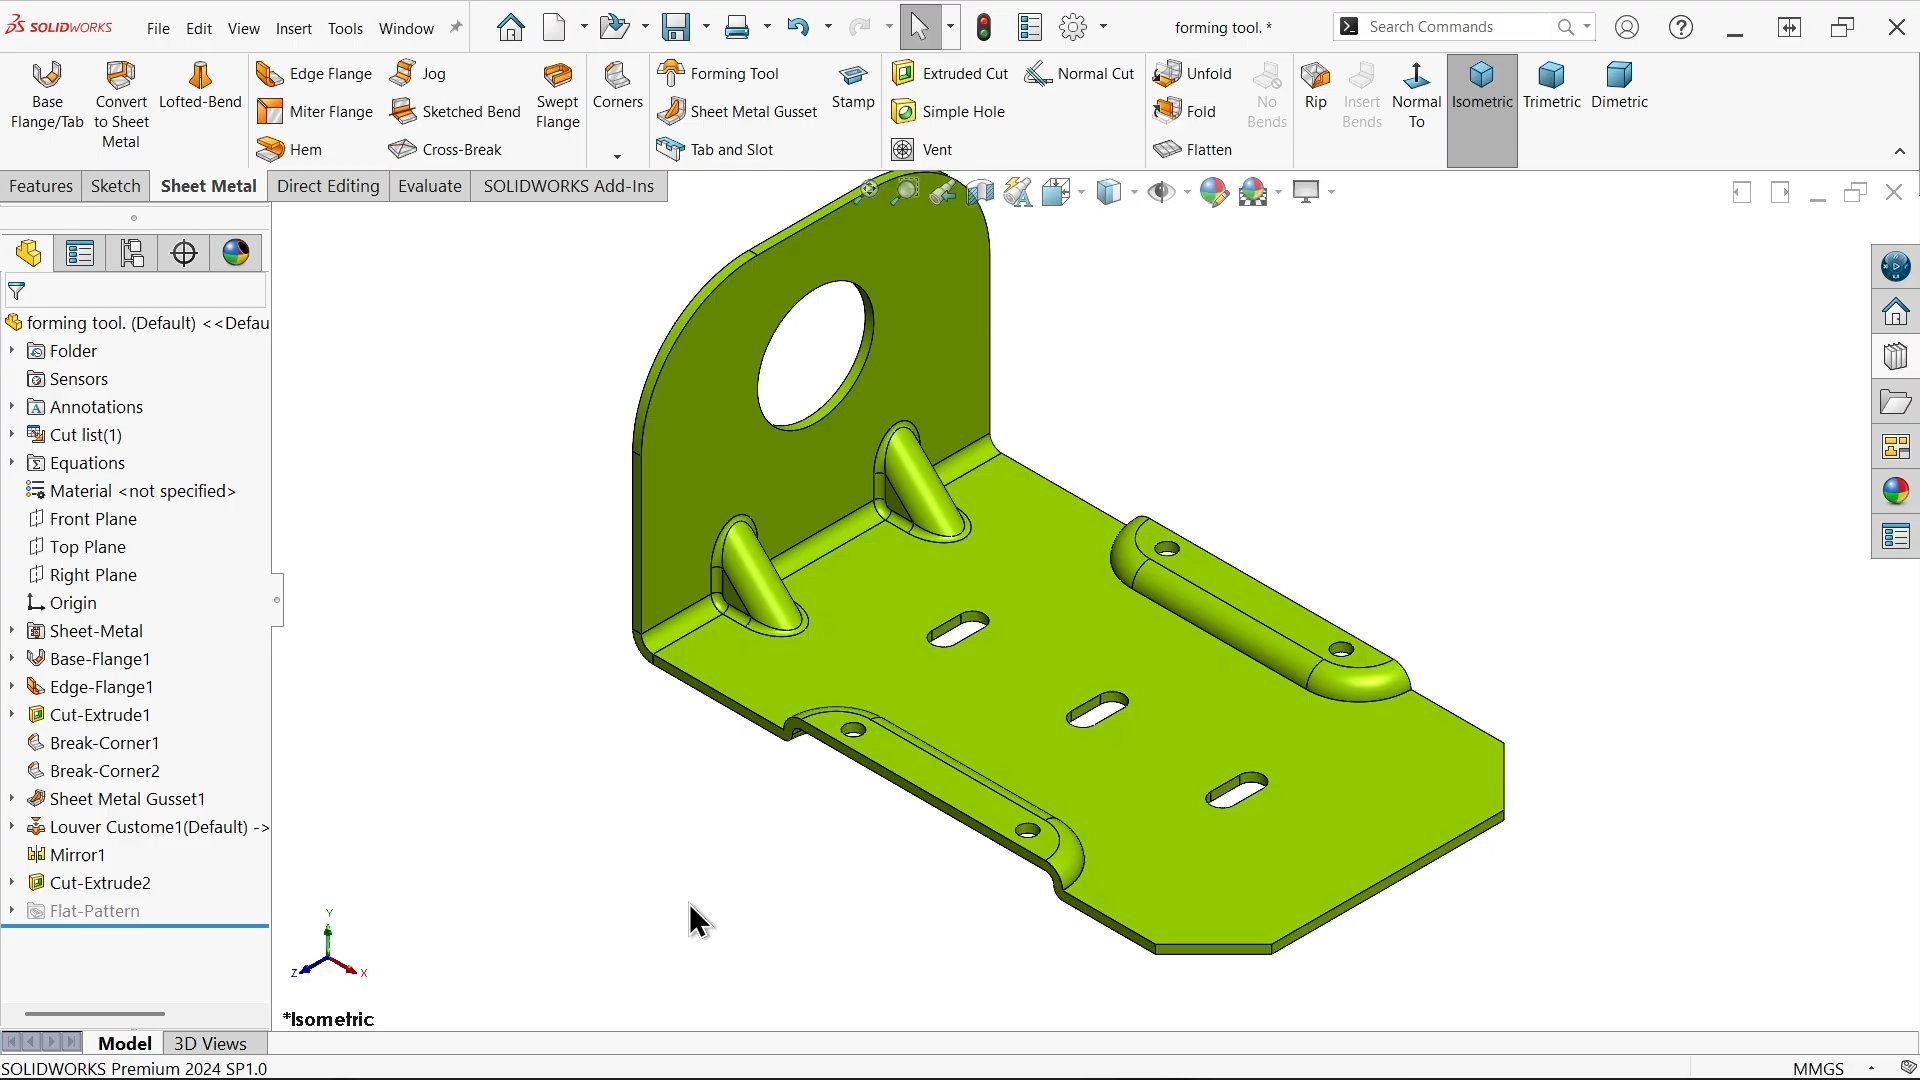 SOLIDWORKS File Edit View Insert Tools Window forming tool. * Search Commands
Base Flange/Tab
Convert to Sheet Metal
Lofted-Bend
Edge Flange
Miter Flange
Hem
Jog
Sketched Bend
Cross-Break
Swept Flange
Corners
Forming Tool
Sheet Metal Gusset
Tab and Slot
Stamp
Extruded Cut
Simple Hole
Vent
Normal Cut
Unfold
Fold
Flatten
No Bends
Rip
Insert Bends
Normal To
Isometric
Trimetric
Dimetric
Features Sketch Sheet Metal Direct Editing Evaluate SOLIDWORKS Add-Ins
forming tool. (Default) <<Defau
Folder
Sensors
Annotations
Cut list(1)
Equations
Material <not specified>
Front Plane
Top Plane
Right Plane
Origin
Sheet-Metal
Base-Flange1
Edge-Flange1
Cut-Extrude1
Break-Corner1
Break-Corner2
Sheet Metal Gusset1
Louver Custome1(Default) ->
Mirror1
Cut-Extrude2
Flat-Pattern
Y
Z X
*Isometric
Model 3D Views
SOLIDWORKS Premium 2024 SP1.0 MMGS